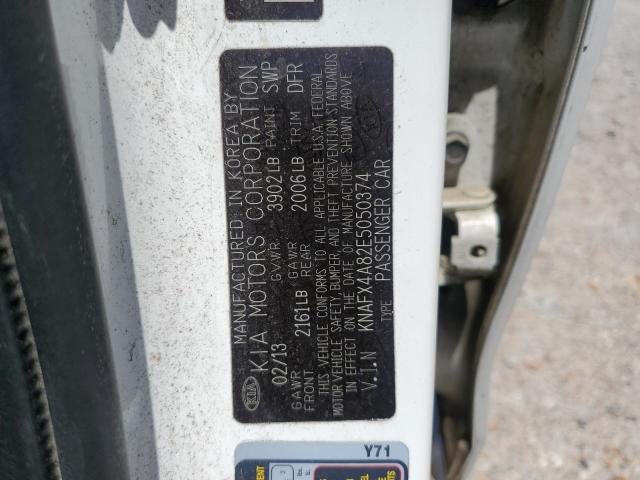 MANUFACTURED IN KOREA BY
KIA MOTORS CORPORATION
02/13 GVWR 3902LB PAINT SWP
GAWR FRONT 2161LB GAWR REAR 2006LB TRIM DFR
THIS VEHICLE CONFORMS TO ALL APPLICABLE U.S.A. FEDERAL
MOTOR VEHICLE SAFETY, BUMPER, AND THEFT PREVENTION STANDARDS
IN EFFECT ON THE DATE OF MANUFACTURE SHOWN ABOVE
V.I.N KNAFX4A82E5050374
TYPE PASSENGER CAR
KIA
KIA
Y71